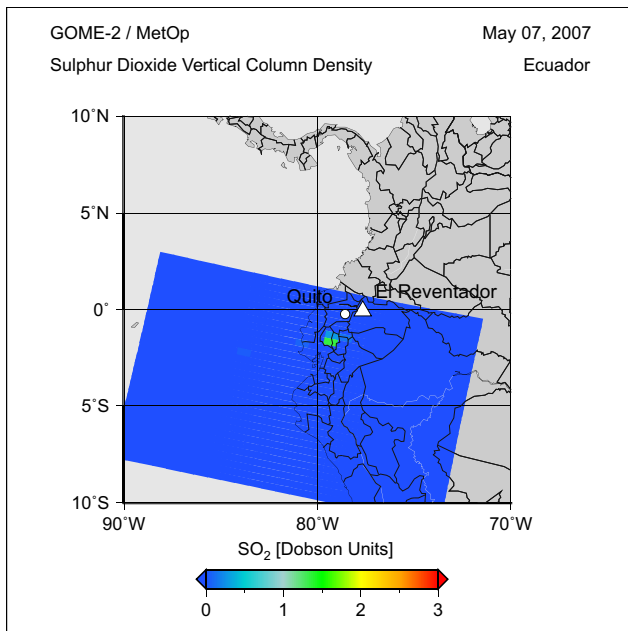 GOME-2 / MetOp May 07, 2007
Sulphur Dioxide Vertical Column Density Ecuador
10˚N
5˚N
El Reventador
Quito
0˚
5˚S
10˚S
90˚W 80˚W 70˚W
SO₂ [Dobson Units]
0 1 2 3